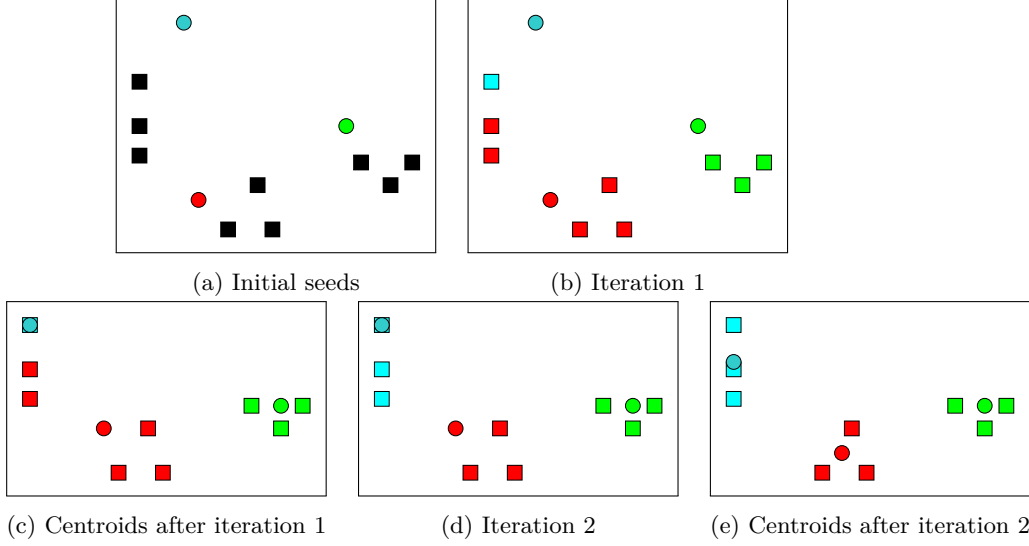 (a) Initial seeds
(b) Iteration 1
(c) Centroids after iteration 1
(d) Iteration 2
(e) Centroids after iteration 2